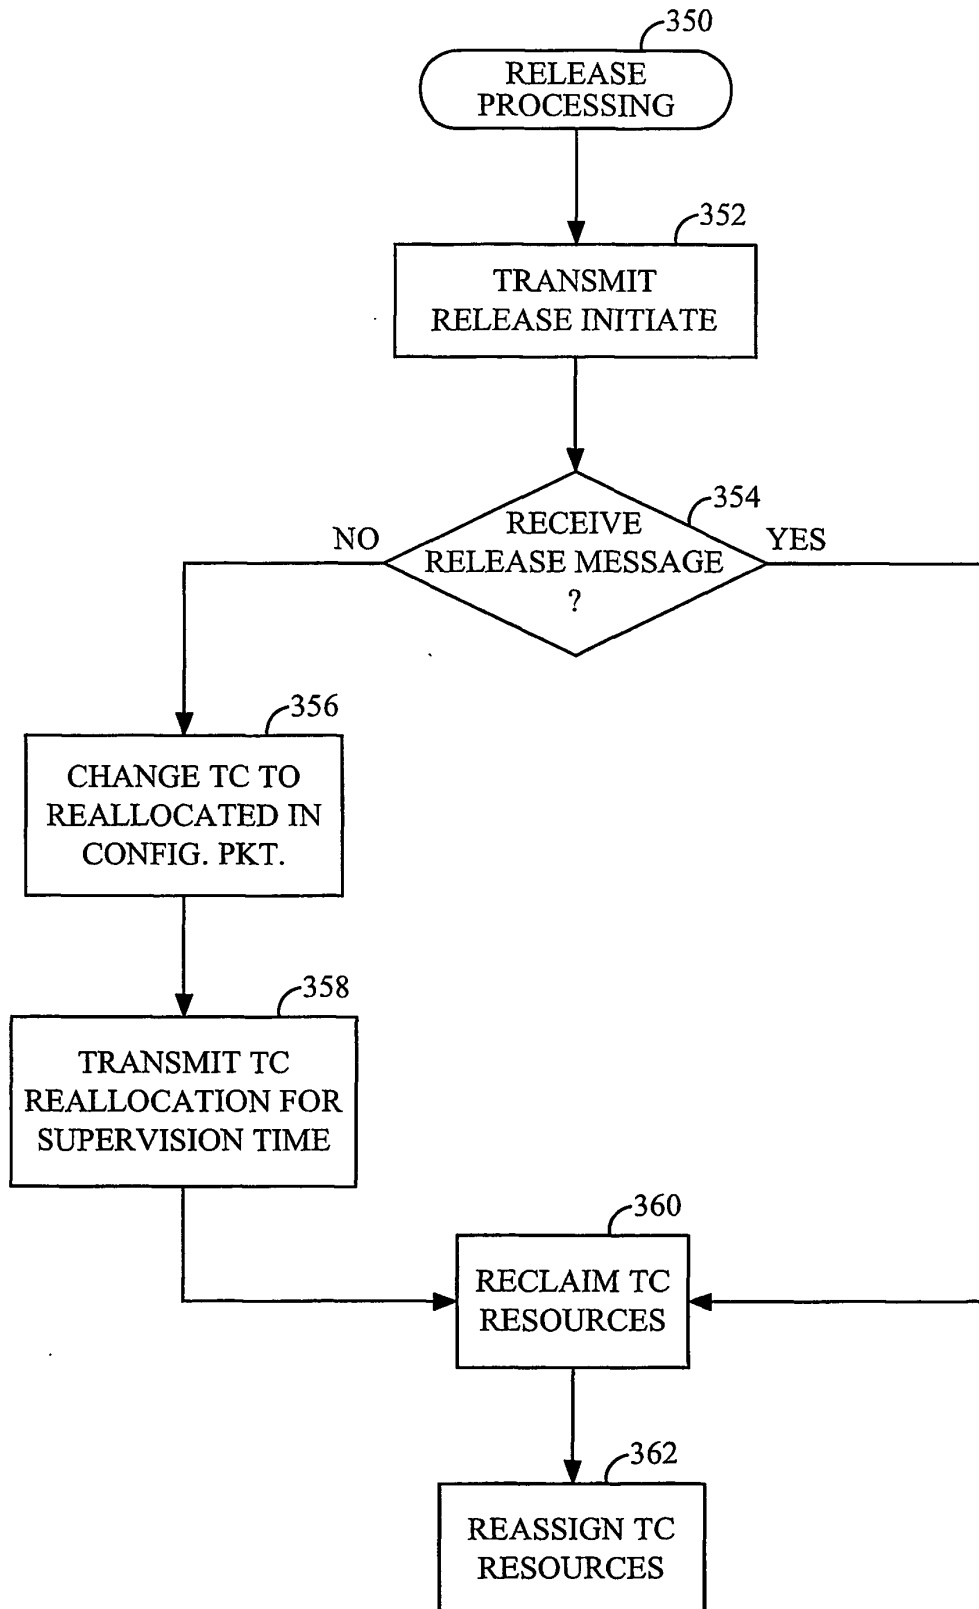 350
RELEASE
PROCESSING
352
TRANSMIT
RELEASE INITIATE
354
RECEIVE
RELEASE MESSAGE
?
NO
YES
356
CHANGE TC TO
REALLOCATED IN
CONFIG. PKT.
358
TRANSMIT TC
REALLOCATION FOR
SUPERVISION TIME
360
RECLAIM TC
RESOURCES
362
REASSIGN TC
RESOURCES